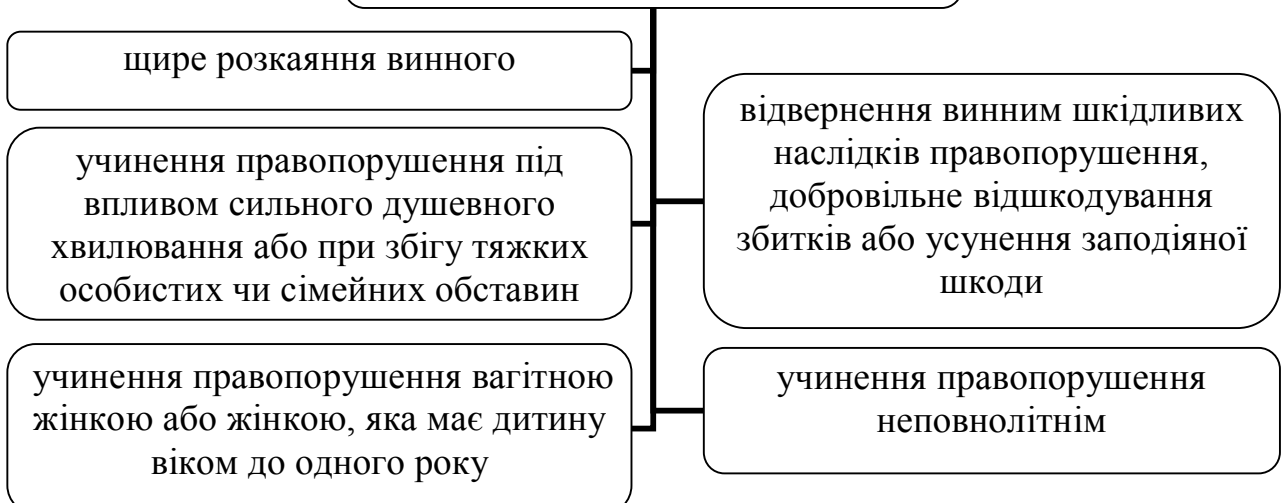 щире розкаяння винного
відвернення винним шкідливих
наслідків правопорушення,
добровільне відшкодування
збитків або усунення заподіяної
шкоди
учинення правопорушення під
впливом сильного душевного
хвилювання або при збігу тяжких
особистих чи сімейних обставин
учинення правопорушення
неповнолітнім
учинення правопорушення вагітною
жінкою або жінкою, яка має дитину
віком до одного року